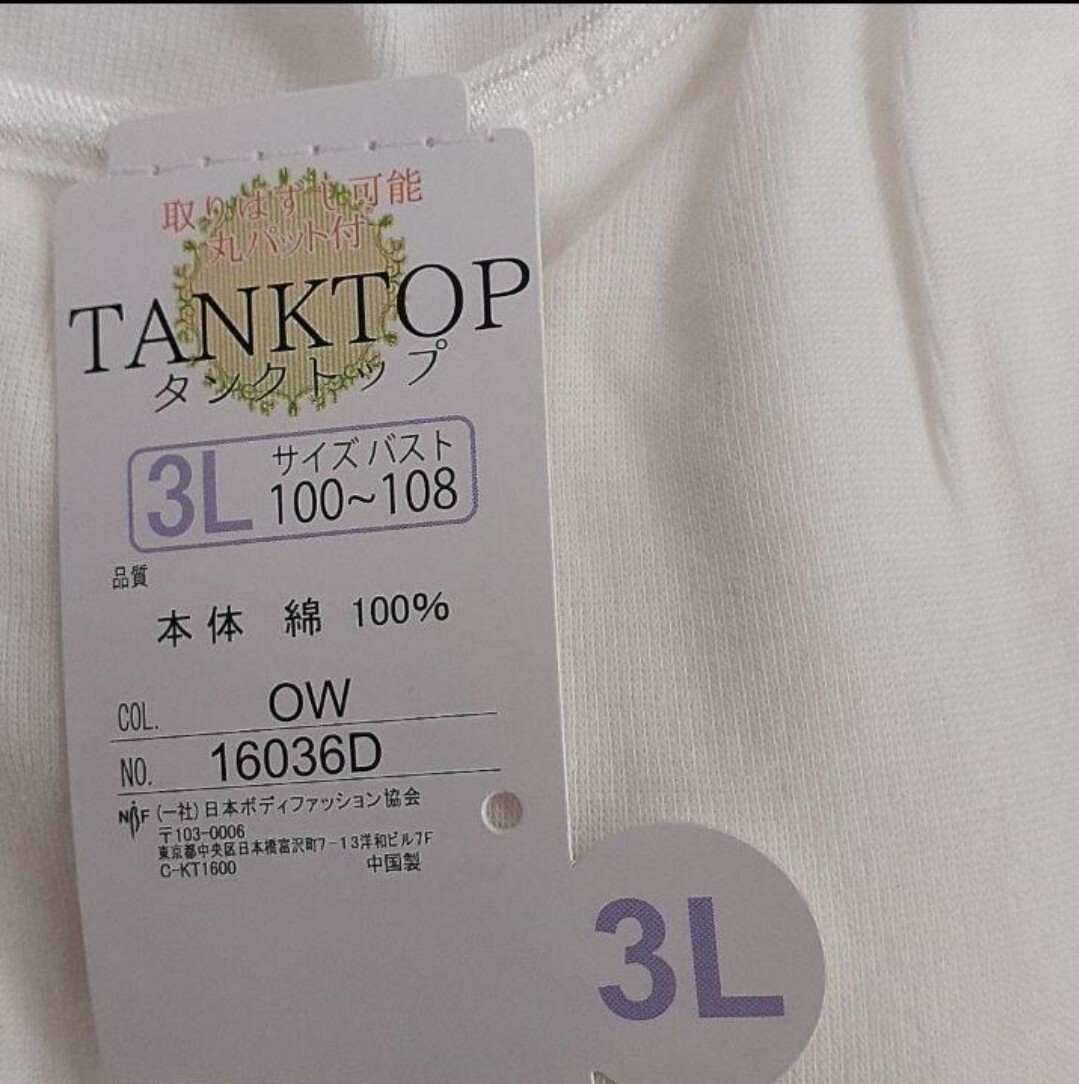 取りはずし可能
丸パット付
TANKTOP
タンクトップ
3L サイズ バスト
100~108
品質
本体 綿 100%
COL. OW
NO. 16036D
NBF (一社)日本ボディファッション協会
〒103-0006
東京都中央区日本橋富沢町7-13洋和ビル7F
C-KT1600 中国製
3L